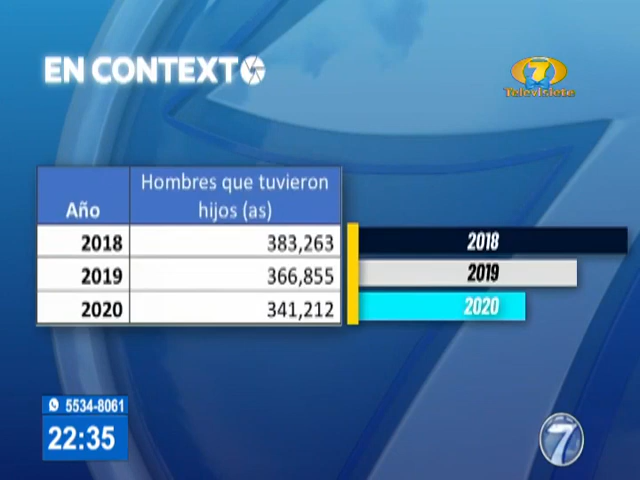 EN CONTEXTO
7
Televisiete
Año
Hombres que tuvieron
hijos (as)
2018 383,263
2019 366,855
2020 341,212
2018
2019
2020
5534-8061
22:35
7